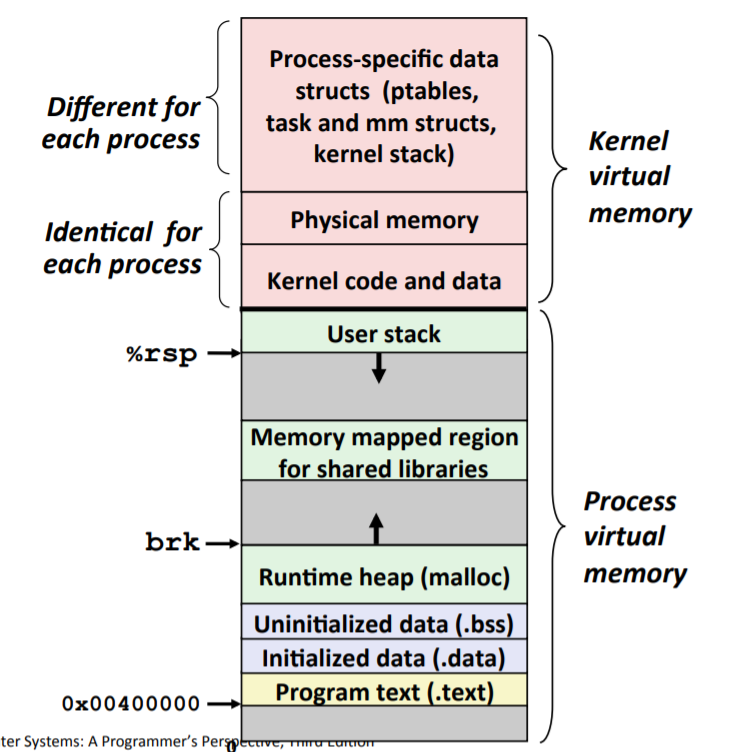 Process-specific data
structs (ptables,
task and mm structs,
kernel stack)
Different for
each process
Kernel
virtual
memory
Physical memory
Identical for
each process
Kernel code and data
User stack
%rsp
Memory mapped region
for shared libraries
Process
virtual
memory
brk
Runtime heap (malloc)
Uninitialized data (.bss)
Initialized data (.data)
Program text (.text)
0x00400000
0
ter Systems: A Programmer's Perspective, Third Edition